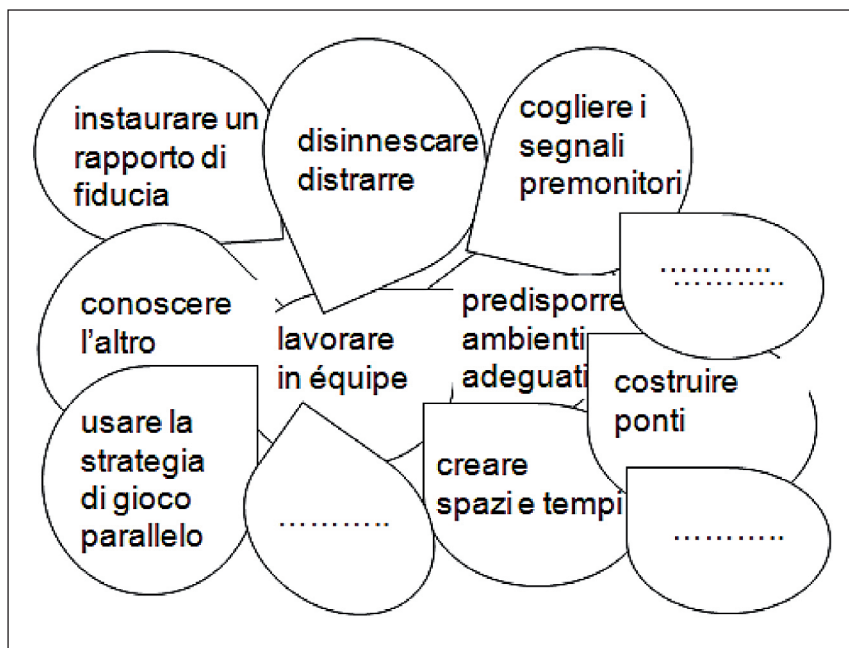 instaurare un
rapporto di
fiducia
disinnescare
distrarre
cogliere i
segnali
premonitori
…………..
…………..
conoscere
l'altro
lavorare
in équipe
predisporre
ambienti
adeguati
costruire
ponti
usare la
strategia
di gioco
parallelo
…………..
creare
spazi e tempi
…………..